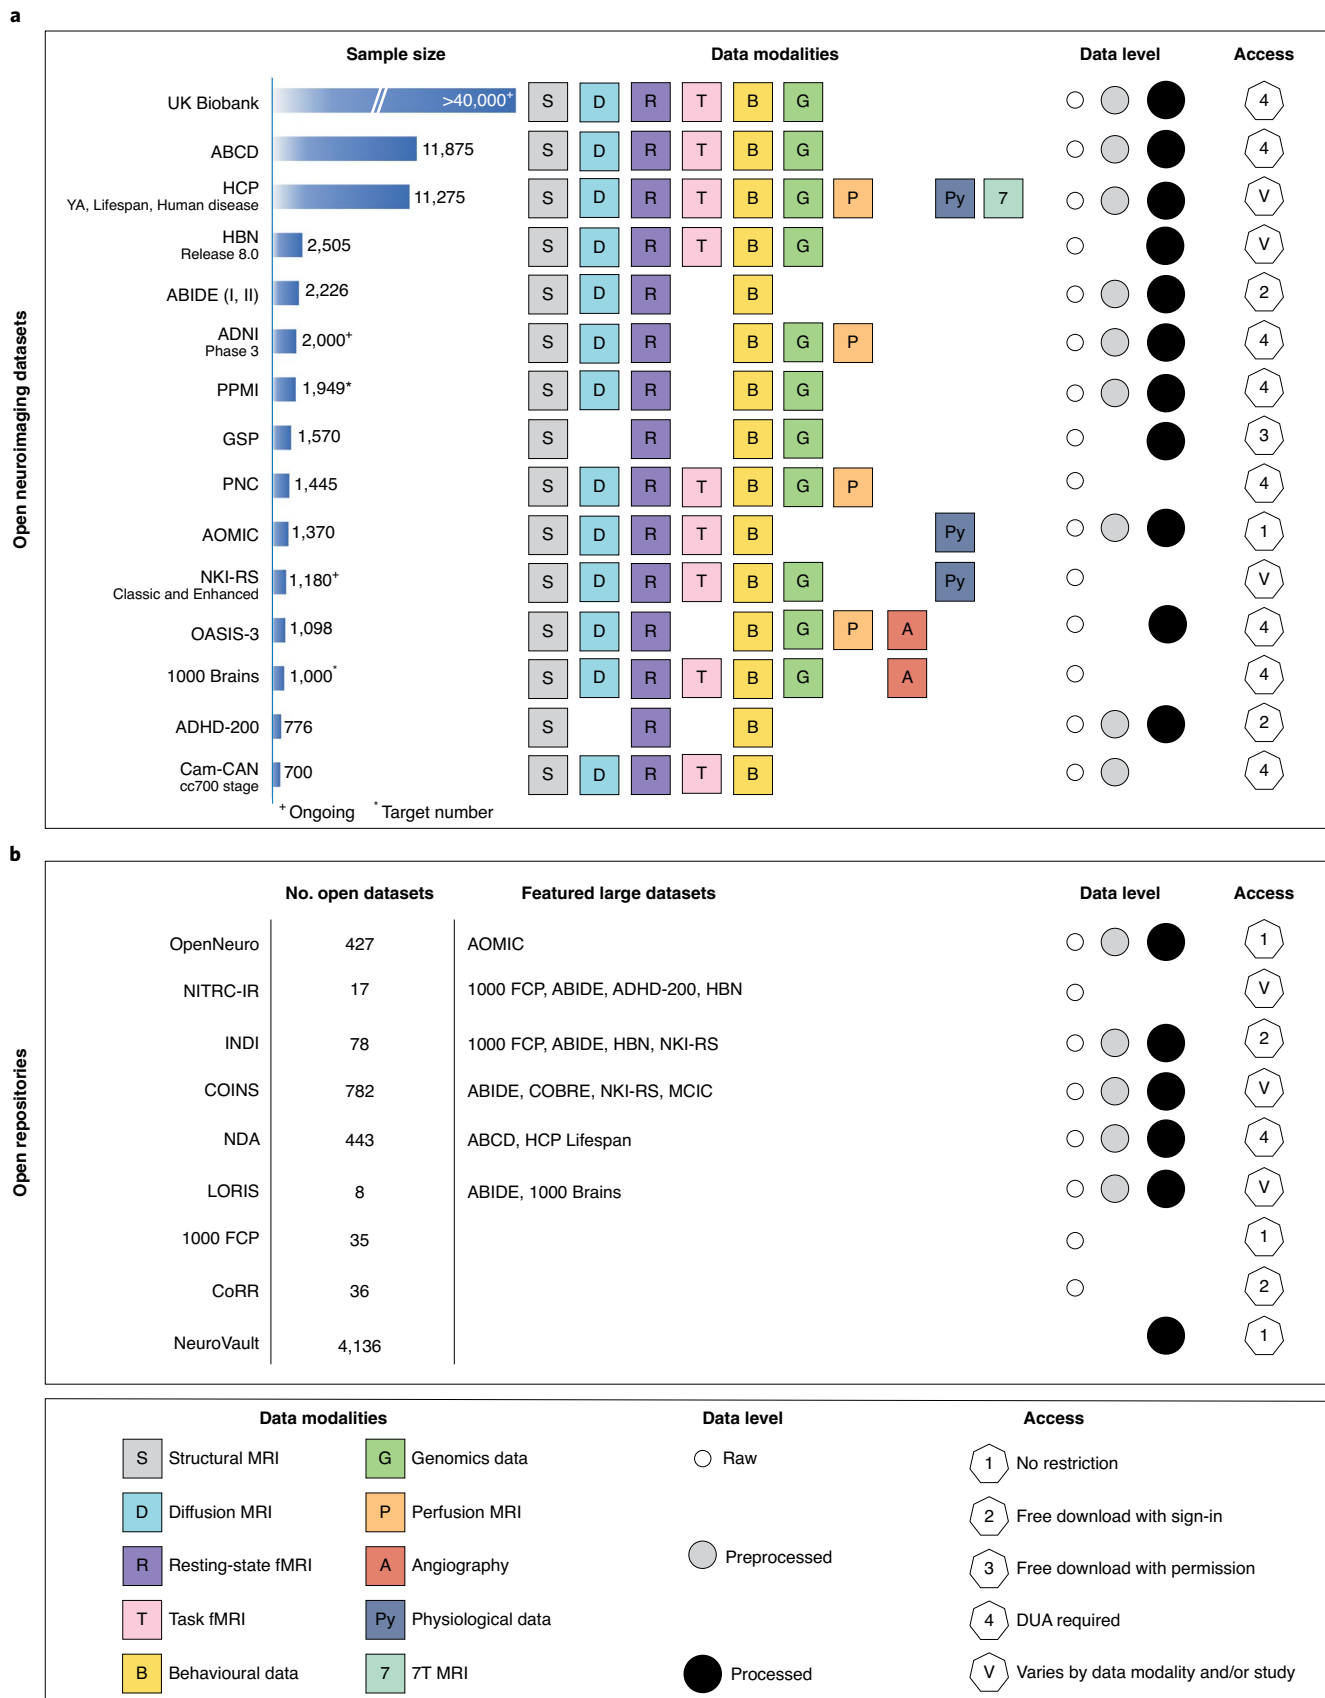 a
Sample size Data modalities Data level Access
Open neuroimaging datasets
UK Biobank >40,000+ S D R T B G 4
ABCD 11,875 S D R T B G 4
HCP 11,275 S D R T B G P Py 7 V
YA, Lifespan, Human disease
HBN 2,505 S D R T B G V
Release 8.0
ABIDE (I, II) 2,226 S D R B 2
ADNI 2,000+ S D R B G P 4
Phase 3
PPMI 1,949* S D R B G 4
GSP 1,570 S R B G 3
PNC 1,445 S D R T B G P 4
AOMIC 1,370 S D R T B Py 1
NKI-RS 1,180+ S D R T B G Py V
Classic and Enhanced
OASIS-3 1,098 S D R B G P A 4
1000 Brains 1,000* S D R T B G A 4
ADHD-200 776 S R B 2
Cam-CAN 700 S D R T B 4
cc700 stage
+ Ongoing * Target number
b
No. open datasets Featured large datasets Data level Access
Open repositories
OpenNeuro 427 AOMIC 1
NITRC-IR 17 1000 FCP, ABIDE, ADHD-200, HBN V
INDI 78 1000 FCP, ABIDE, HBN, NKI-RS 2
COINS 782 ABIDE, COBRE, NKI-RS, MCIC V
NDA 443 ABCD, HCP Lifespan 4
LORIS 8 ABIDE, 1000 Brains V
1000 FCP 35 1
CoRR 36 2
NeuroVault 4,136 1
Data modalities Data level Access
S Structural MRI G Genomics data Raw 1 No restriction
D Diffusion MRI P Perfusion MRI 2 Free download with sign-in
R Resting-state fMRI A Angiography Preprocessed 3 Free download with permission
T Task fMRI Py Physiological data 4 DUA required
B Behavioural data 7 7T MRI Processed V Varies by data modality and/or study